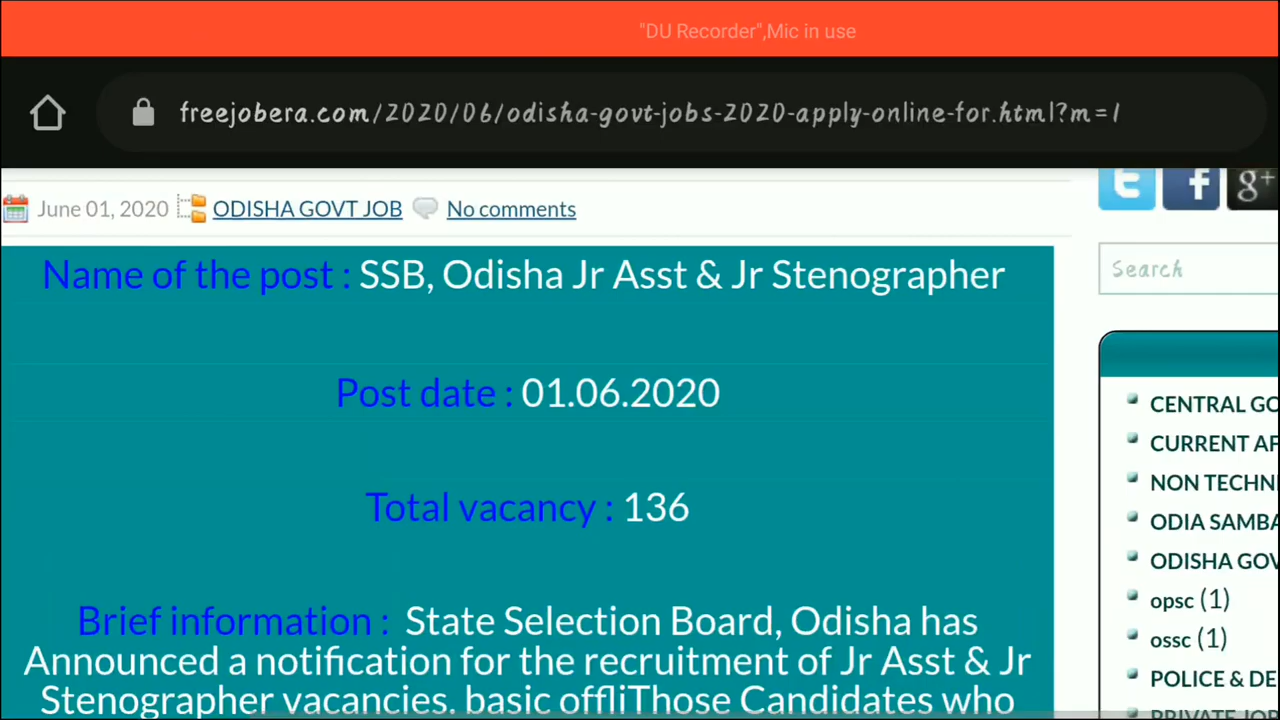 "DU Recorder",Mic in use
freejobera.com/2020/06/odisha-govt-jobs-2020-apply-online-for.html?m=1
June 01, 2020 ODISHA GOVT JOB No comments
Name of the post : SSB, Odisha Jr Asst & Jr Stenographer
Post date : 01.06.2020
Total vacancy : 136
Brief information : State Selection Board, Odisha has
Announced a notification for the recruitment of Jr Asst & Jr
Stenographer vacancies. basic offliThose Candidates who
g+
Search
CENTRAL GO
CURRENT AF
NON TECHNI
ODIA SAMBA
ODISHA GOV
opsc (1)
ossc (1)
POLICE & DE
PRIVATE JOB